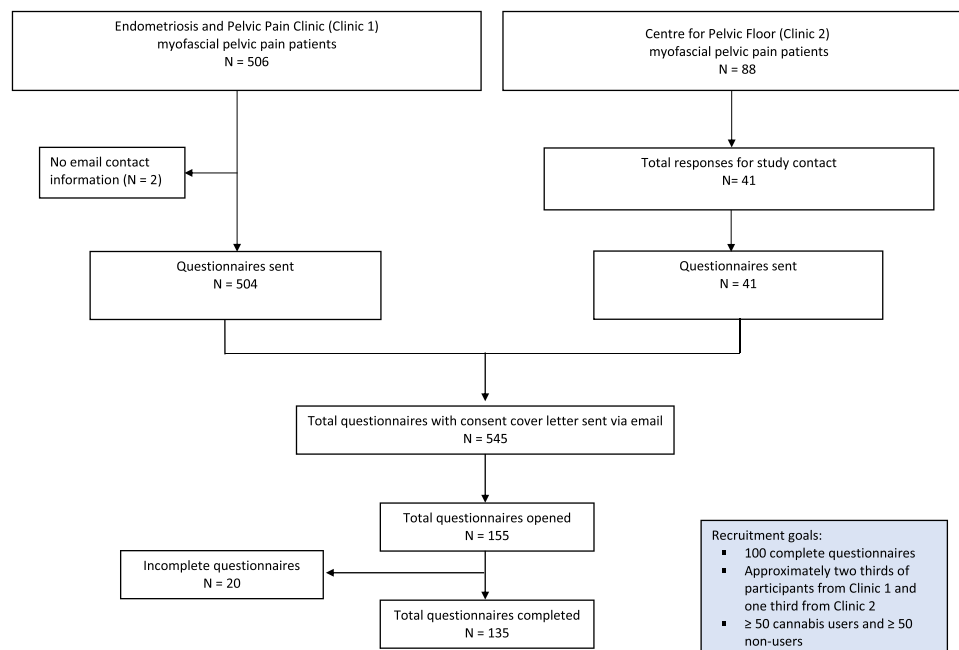 Endometriosis and Pelvic Pain Clinic (Clinic 1)
myofascial pelvic pain patients
N = 506
Centre for Pelvic Floor (Clinic 2)
myofascial pelvic pain patients
N = 88
No email contact
information (N = 2)
Total responses for study contact
N= 41
Questionnaires sent
N = 504
Questionnaires sent
N = 41
Total questionnaires with consent cover letter sent via email
N = 545
Total questionnaires opened
N = 155
Incomplete questionnaires
N = 20
Total questionnaires completed
N = 135
Recruitment goals:
▪ 100 complete questionnaires
▪ Approximately two thirds of
participants from Clinic 1 and
one third from Clinic 2
▪ ≥ 50 cannabis users and ≥ 50
non-users